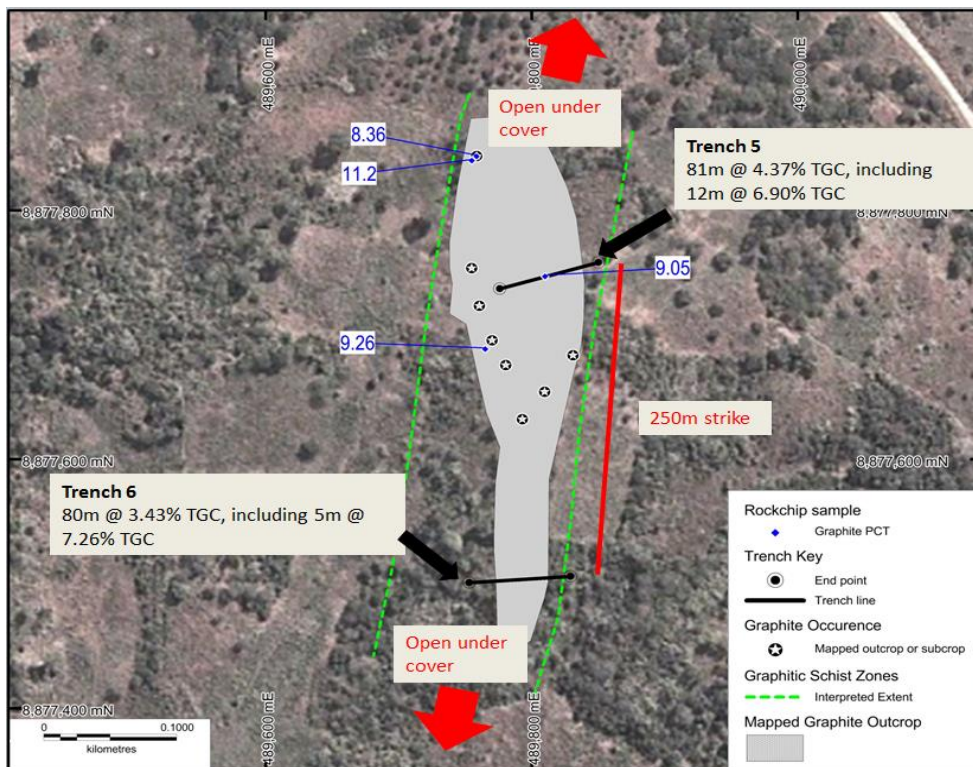 489,600 mE
489,800 mE
490,000 mE
Open under
cover
8.36
11.2
Trench 5
81m @ 4.37% TGC, including
12m @ 6.90% TGC
8,877,800 mN
8,877,800 mN
9.05
9.26
250m strike
8,877,600 mN
8,877,600 mN
Trench 6
80m @ 3.43% TGC, including 5m @
7.26% TGC
Open under
cover
8,877,400 mN
489,600 mE
489,800 mE
0
0.1000
kilometres
Rockchip sample
Graphite PCT
Trench Key
End point
Trench line
Graphite Occurence
Mapped outcrop or subcrop
Graphitic Schist Zones
Interpreted Extent
Mapped Graphite Outcrop